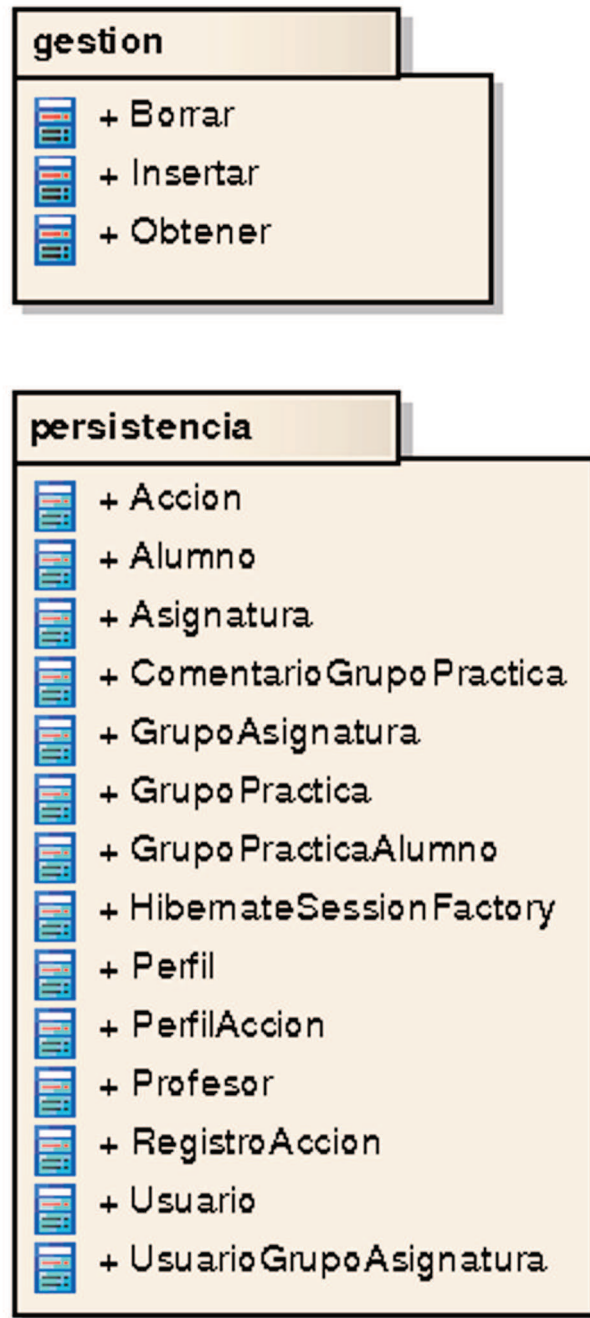 gestion
+ Borrar
+ Insertar
+ Obtener
persistencia
+ Accion
+ Alumno
+ Asignatura
+ ComentarioGrupoPractica
+ GrupoAsignatura
+ GrupoPractica
+ GrupoPracticaAlumno
+ HibernateSessionFactory
+ Perfil
+ PerfilAccion
+ Profesor
+ RegistroAccion
+ Usuario
+ UsuarioGrupoAsignatura